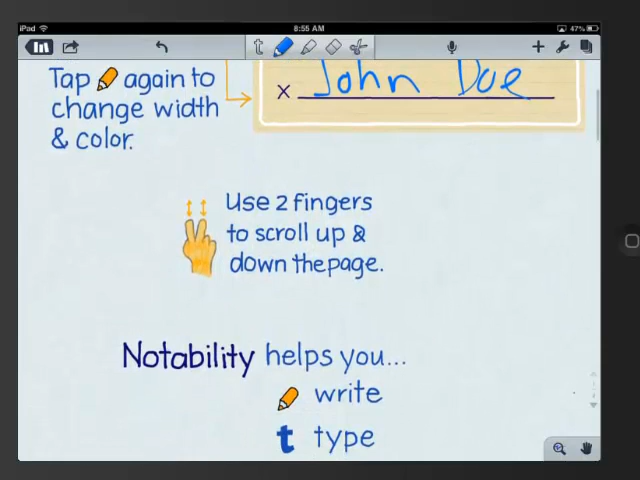 iPad
8:55 AM
47%
t
Tap again to
change width
& color.
x John Doe
Use 2 fingers
to scroll up &
down the page.
Notability helps you...
write
t type